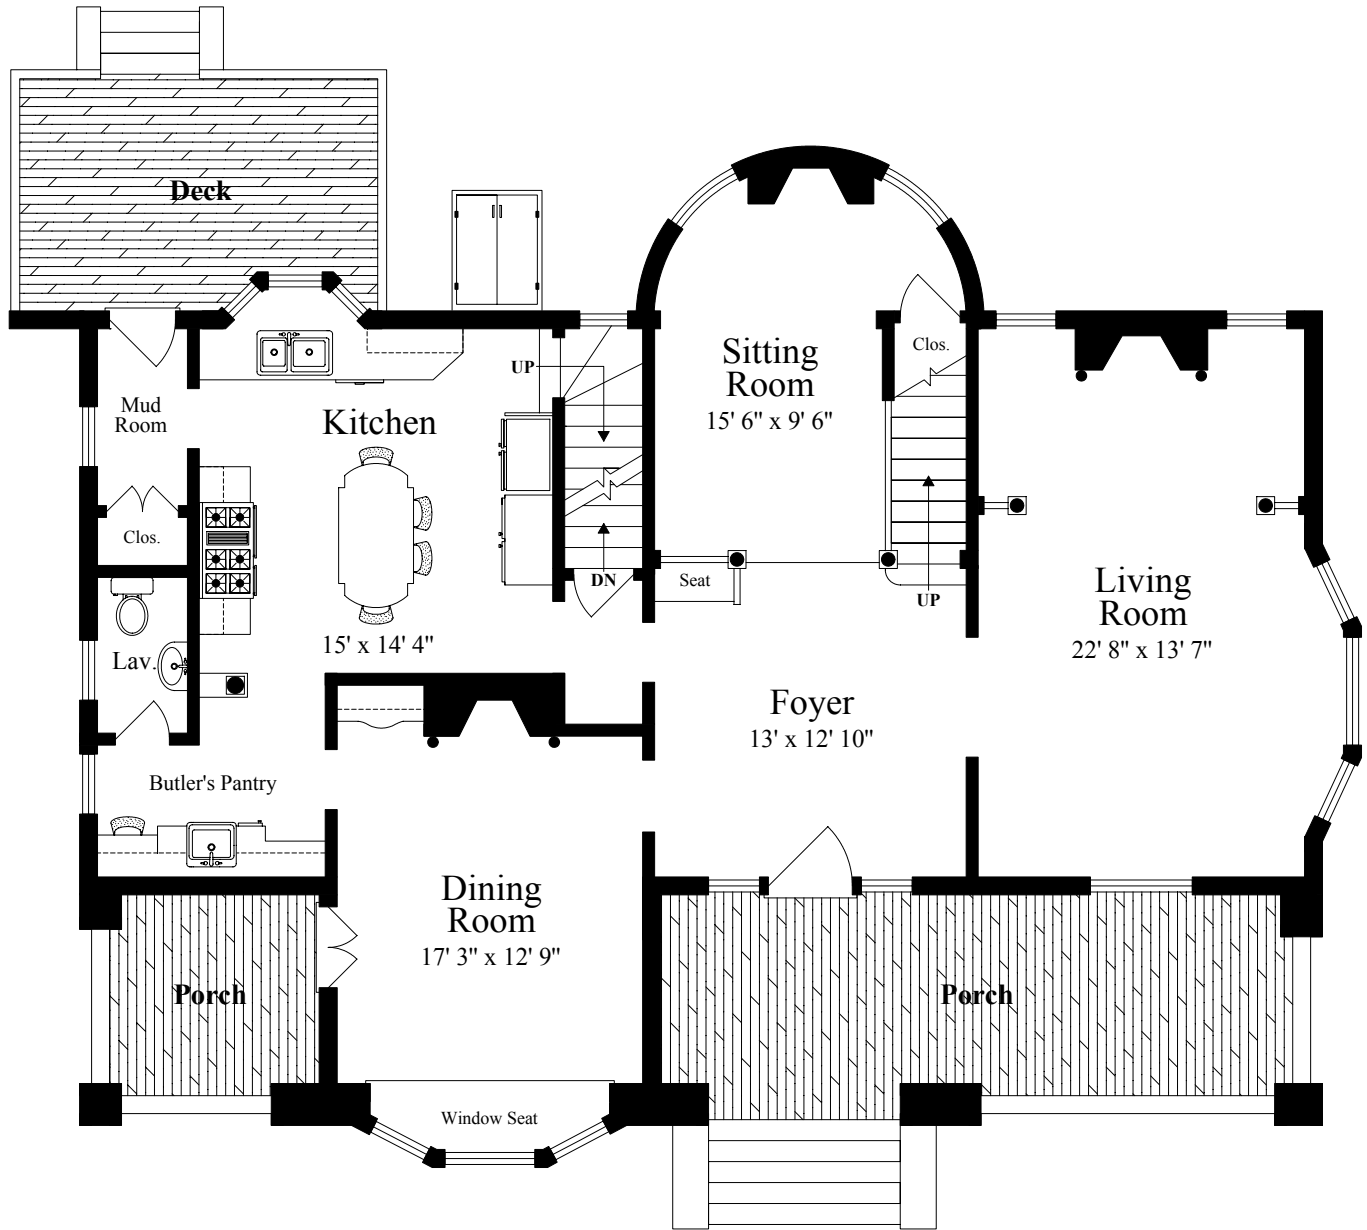 Deck
Sitting
Room
15' 6" x 9' 6"
Clos.
UP
Mud
Room
Kitchen
Clos.
Seat
DN
UP
Living
Room
22' 8" x 13' 7"
15' x 14' 4"
Lav.
Foyer
13' x 12' 10"
Butler's Pantry
Dining
Room
17' 3" x 12' 9"
Porch
Porch
Window Seat